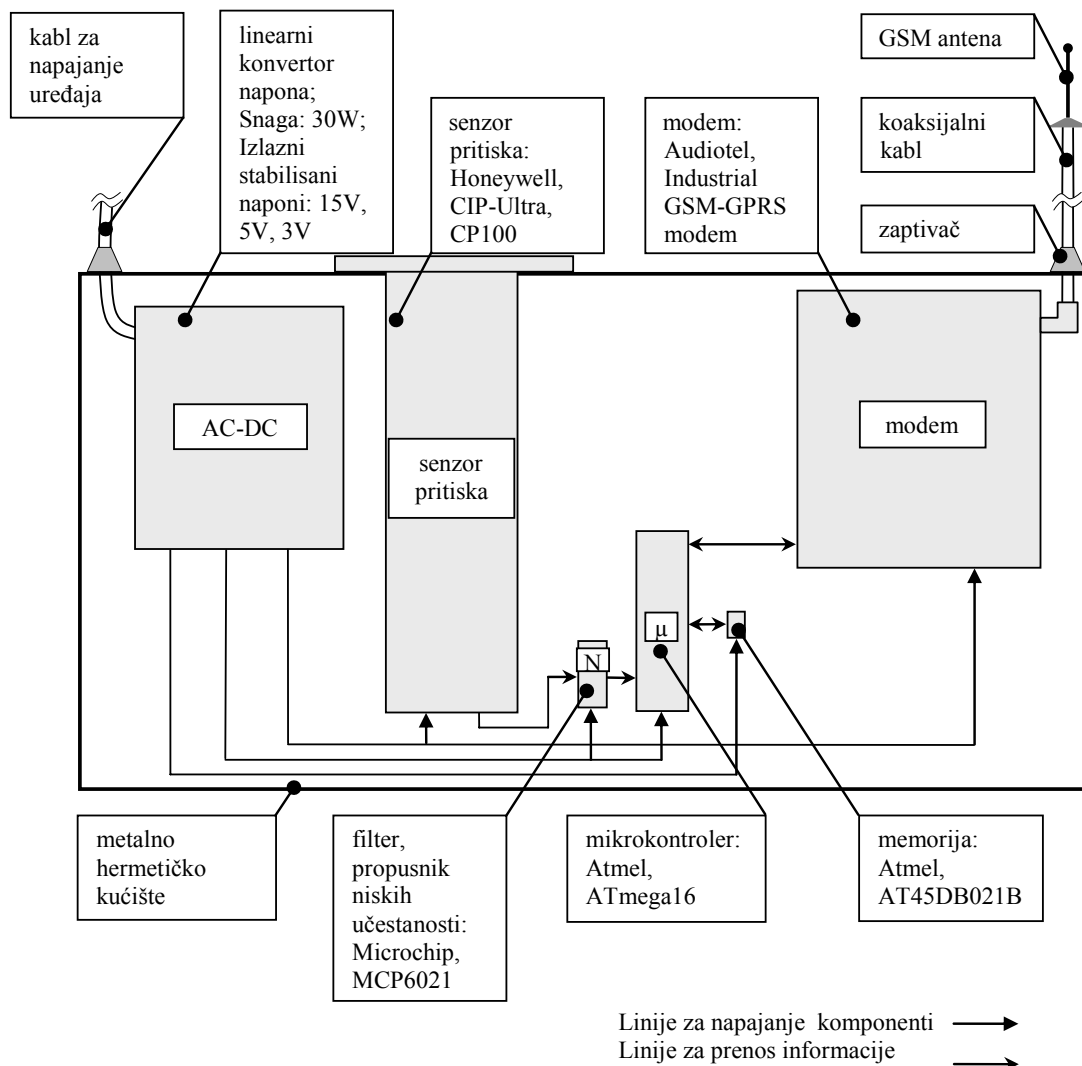 kabl za
napajanje
uređaja
linearni
konvertor
napona;
Snaga: 30W;
Izlazni
stabilisani
naponi: 15V,
5V, 3V
senzor
pritiska:
Honeywell,
CIP-Ultra,
CP100
modem:
Audiotel,
Industrial
GSM-GPRS
modem
GSM antena
koaksijalni
kabl
zaptivač
AC-DC
senzor
pritiska
modem
μ
N
metalno
hermetičko
kućište
filter,
propusnik
niskih
učestanosti:
Microchip,
MCP6021
mikrokontroler:
Atmel,
ATmega16
memorija:
Atmel,
AT45DB021B
Linije za napajanje komponenti
Linije za prenos informacije